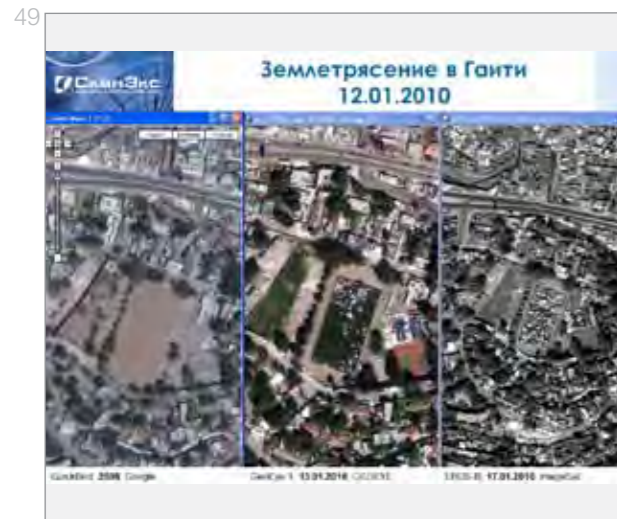 49
СканЭкс
Землетрясение в Гаити
12.01.2010
QuickBird, 2008, Google
GeoEye-1, 13.01.2010,
EROS-B, 17.01.2010, ImageSat